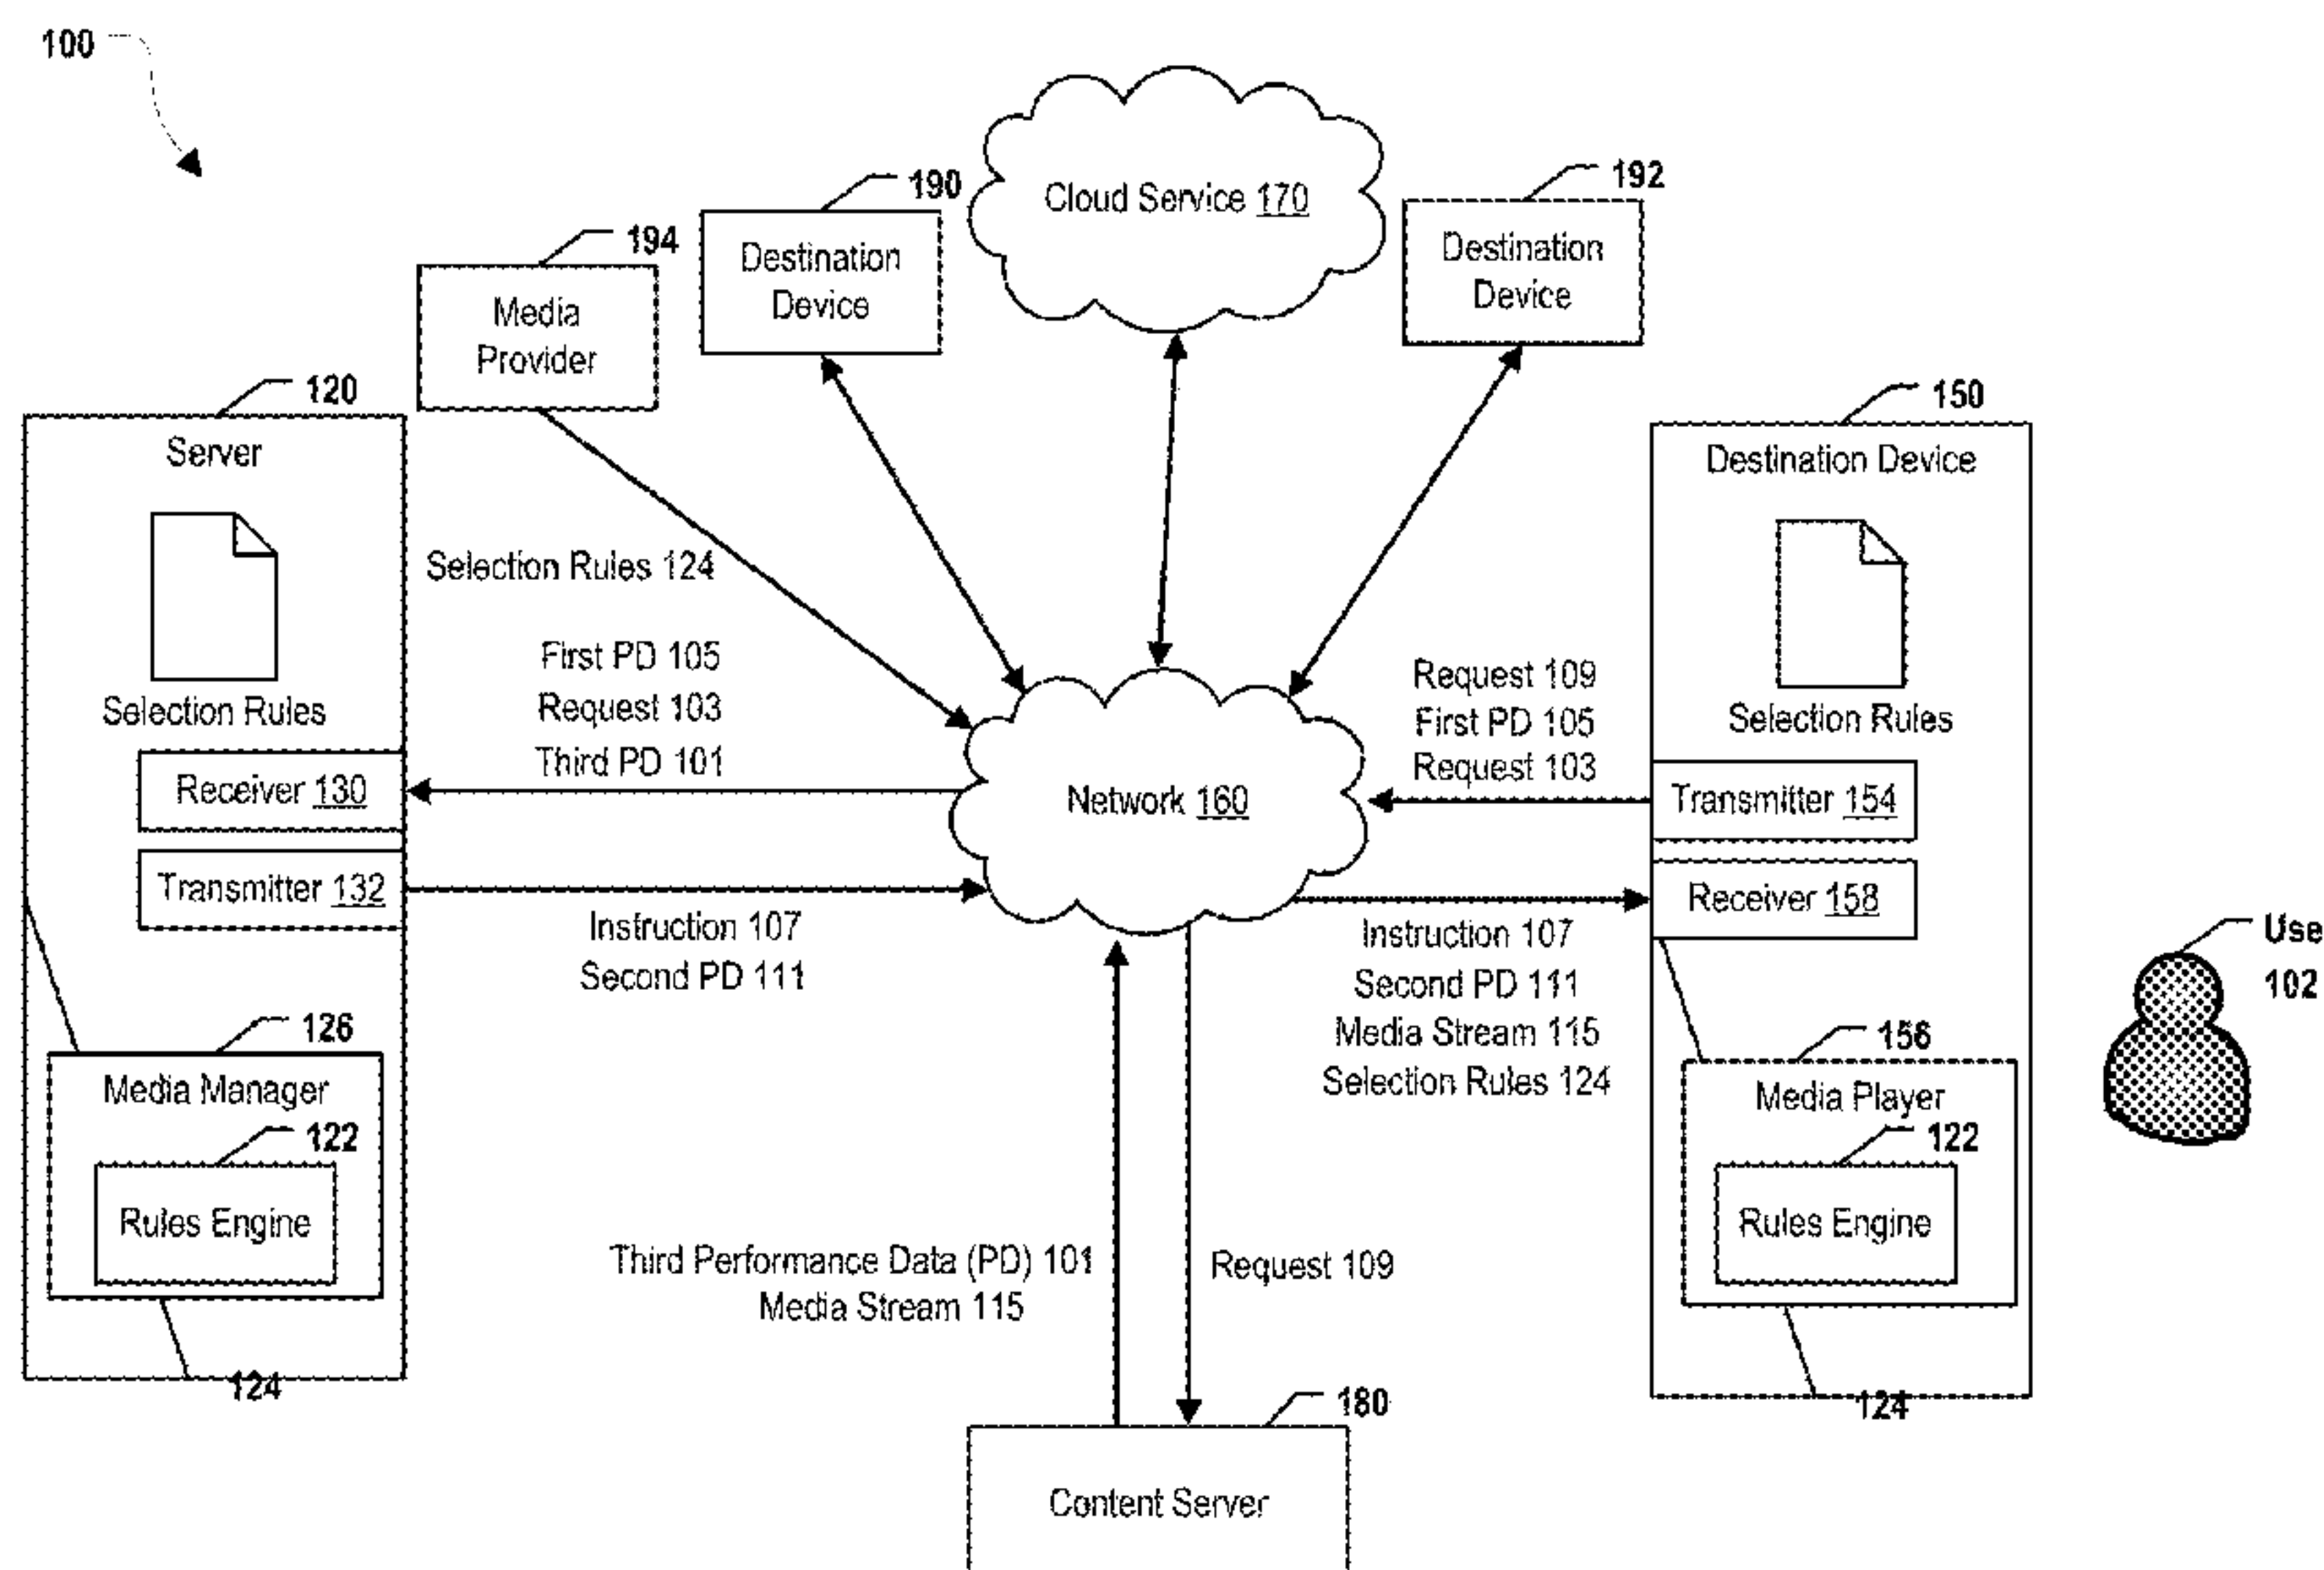 100
Cloud Service 170
190
Destination
Device
192
Destination
Device
194
Media
Provider
120
Server
Selection Rules
Receiver 130
Transmitter 132
126
Media Manager
122
Rules Engine
124
Selection Rules 124
First PD 105
Request 103
Third PD 101
Instruction 107
Second PD 111
Network 160
Request 109
First PD 105
Request 103
Instruction 107
Second PD 111
Media Stream 115
Selection Rules 124
150
Destination Device
Selection Rules
Transmitter 154
Receiver 158
156
Media Player
122
Rules Engine
124
Use
102
Third Performance Data (PD) 101
Media Stream 115
Request 109
180
Content Server